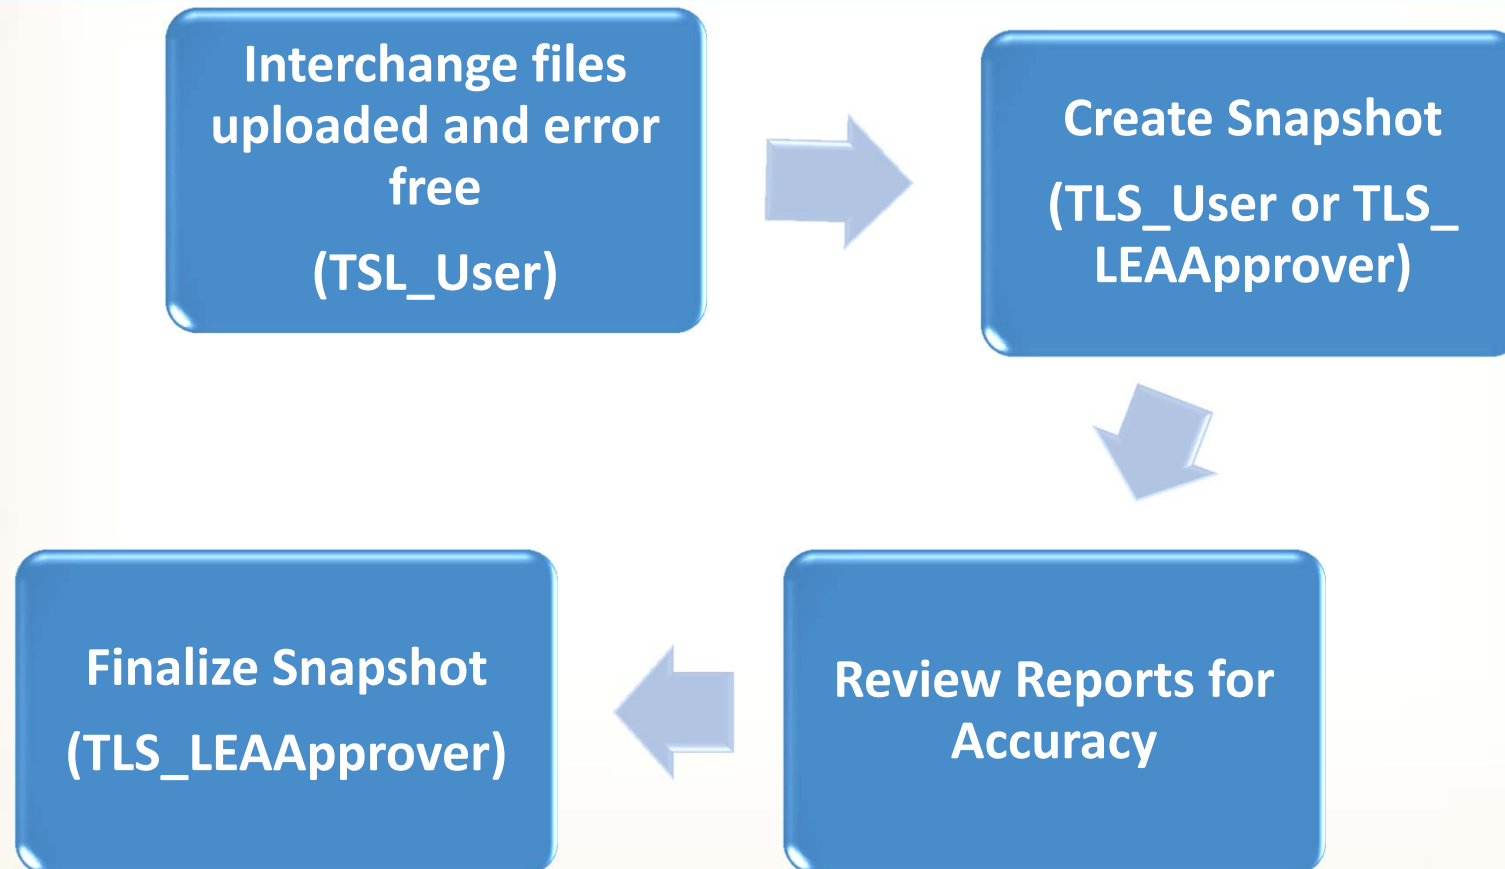 Interchange files
uploaded and error
free
(TSL_User)
Create Snapshot
(TLS_User or TLS_
LEAApprover)
Review Reports for
Accuracy
Finalize Snapshot
(TLS_LEAApprover)